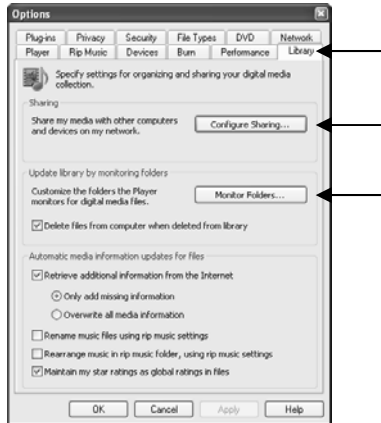 Options
Plug-ins Privacy Security File Types DVD Network
Player Rip Music Devices Burn Performance Library
Specify settings for organizing and sharing your digital media
collection.
Sharing
Share my media with other computers
and devices on my network.
Configure Sharing...
Update library by monitoring folders
Customize the folders the Player
monitors for digital media files.
Monitor Folders...
Delete files from computer when deleted from library
Automatic media information updates for files
Retrieve additional information from the Internet
Only add missing information
Overwrite all media information
Rename music files using rip music settings
Rearrange music in rip music folder, using rip music settings
Maintain my star ratings as global ratings in files
OK Cancel Apply Help